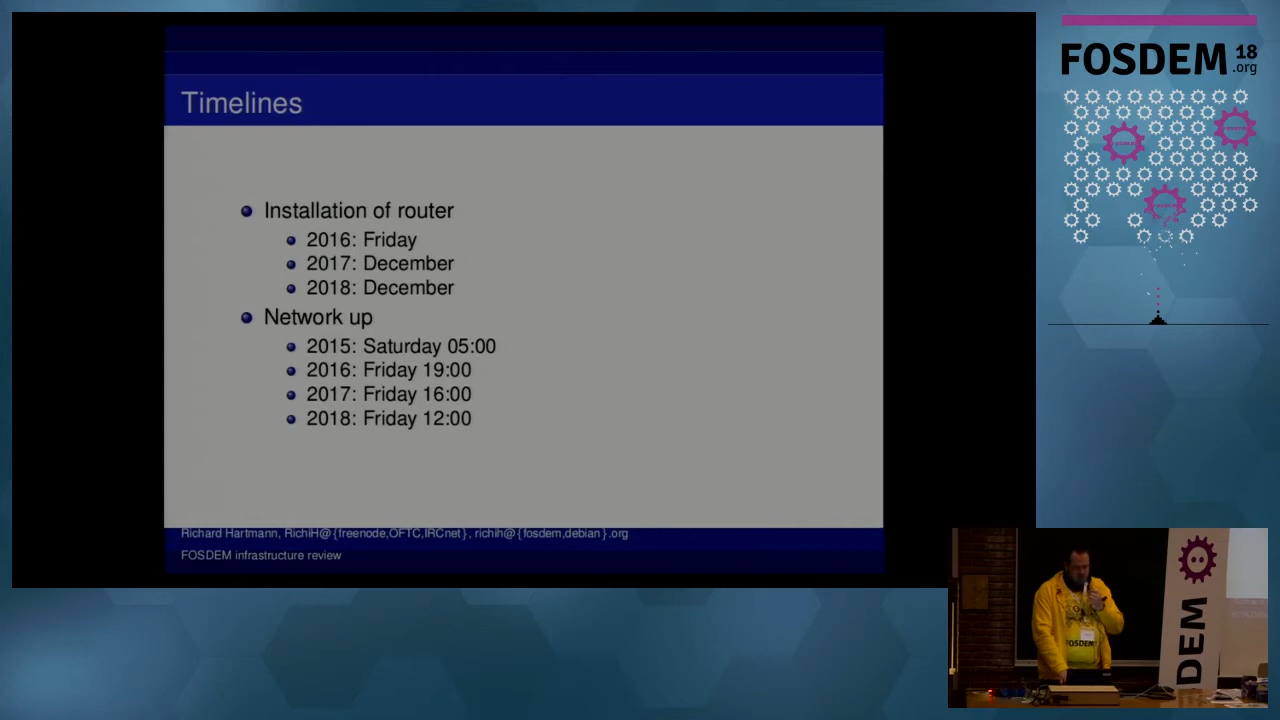 Timelines
Installation of router
2016: Friday
2017: December
2018: December
Network up
2015: Saturday 05:00
2016: Friday 19:00
2017: Friday 16:00
2018: Friday 12:00
Richard Hartmann, RichiH@{freenode,OFTC,IRCnet}, richih@{fosdem,debian}.org
FOSDEM infrastructure review
FOSDEM 18
.org
FOSDEM
DEM